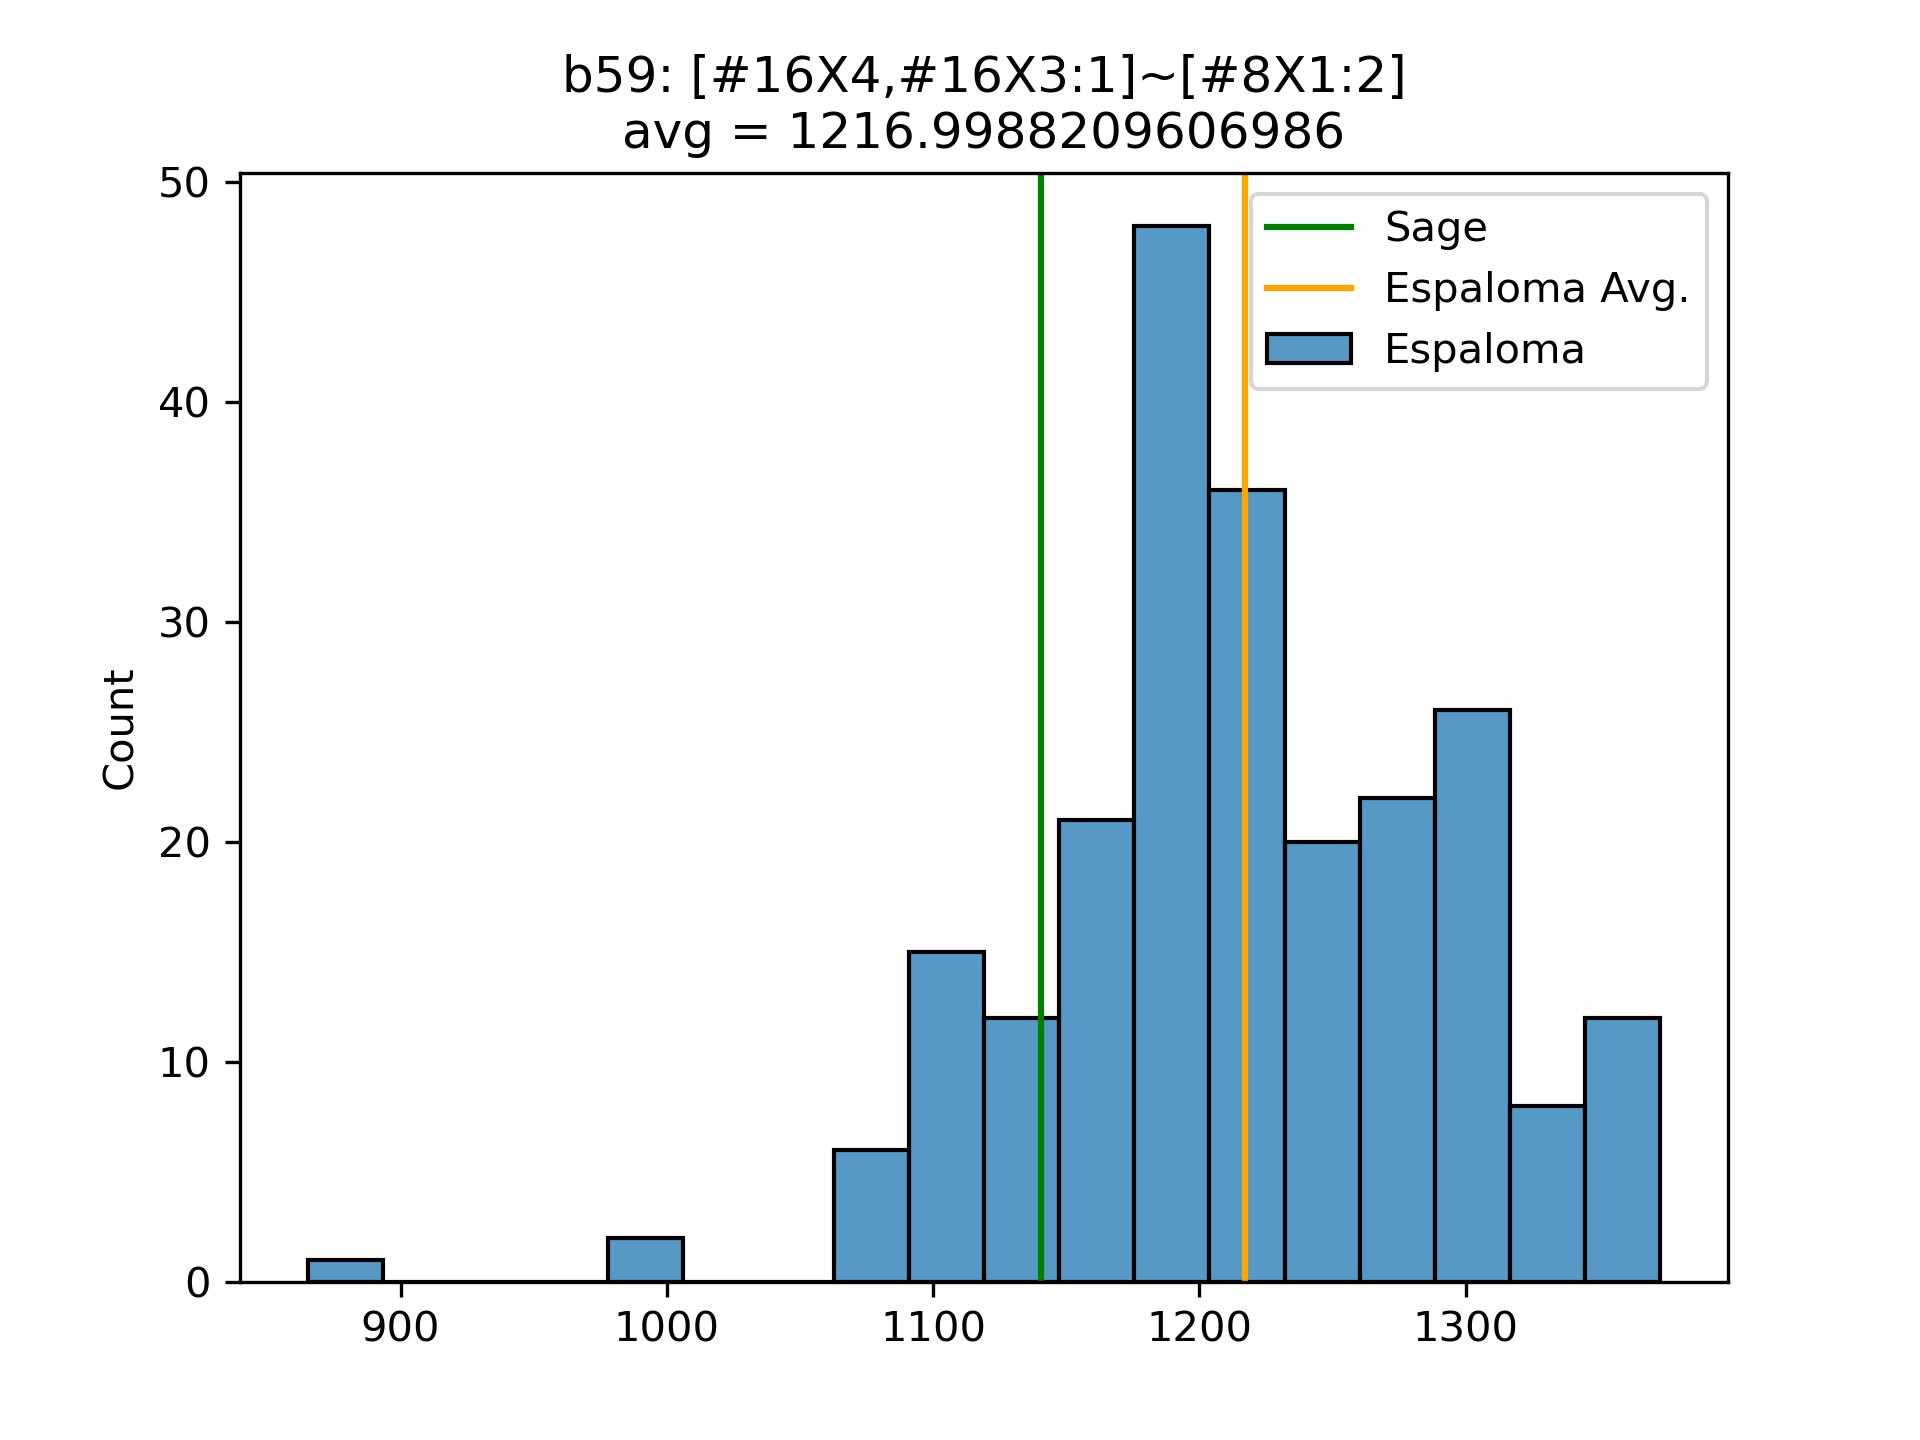 b59: [#16X4,#16X3:1]~[#8X1:2]
avg = 1216.9988209606986
50
40
30
20
10
0
Count
Sage
Espaloma Avg.
Espaloma
900
1000
1100
1200
1300